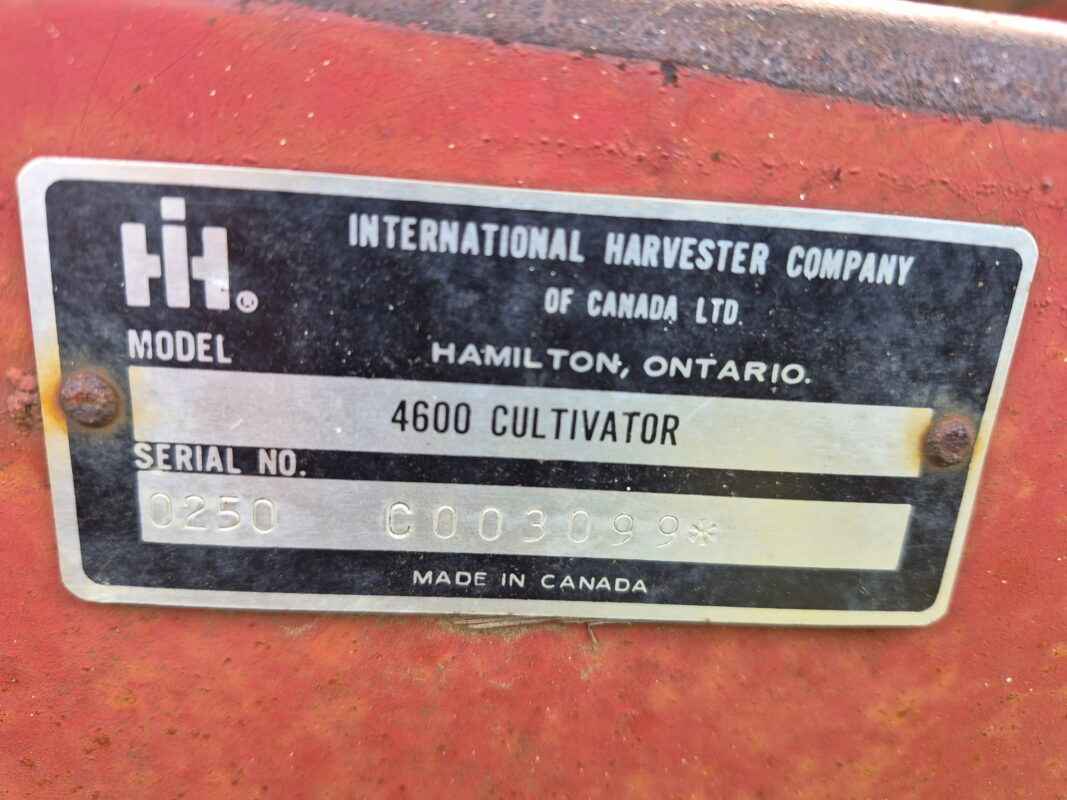 IH®
INTERNATIONAL HARVESTER COMPANY
OF CANADA LTD.
MODEL
HAMILTON, ONTARIO.
4600 CULTIVATOR
SERIAL NO.
0250 C003099*
MADE IN CANADA